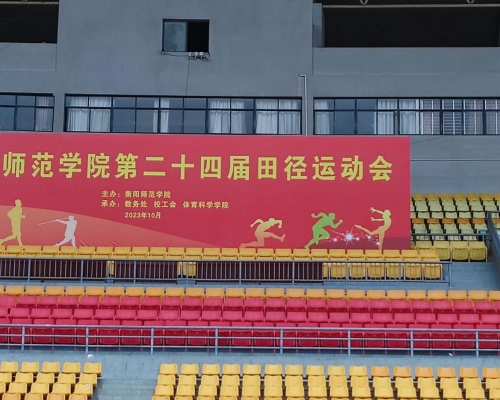 师范学院第二十四届田径运动会
主办：衡阳师范学院
承办：教务处 校工会 体育科学学院
2023年10月